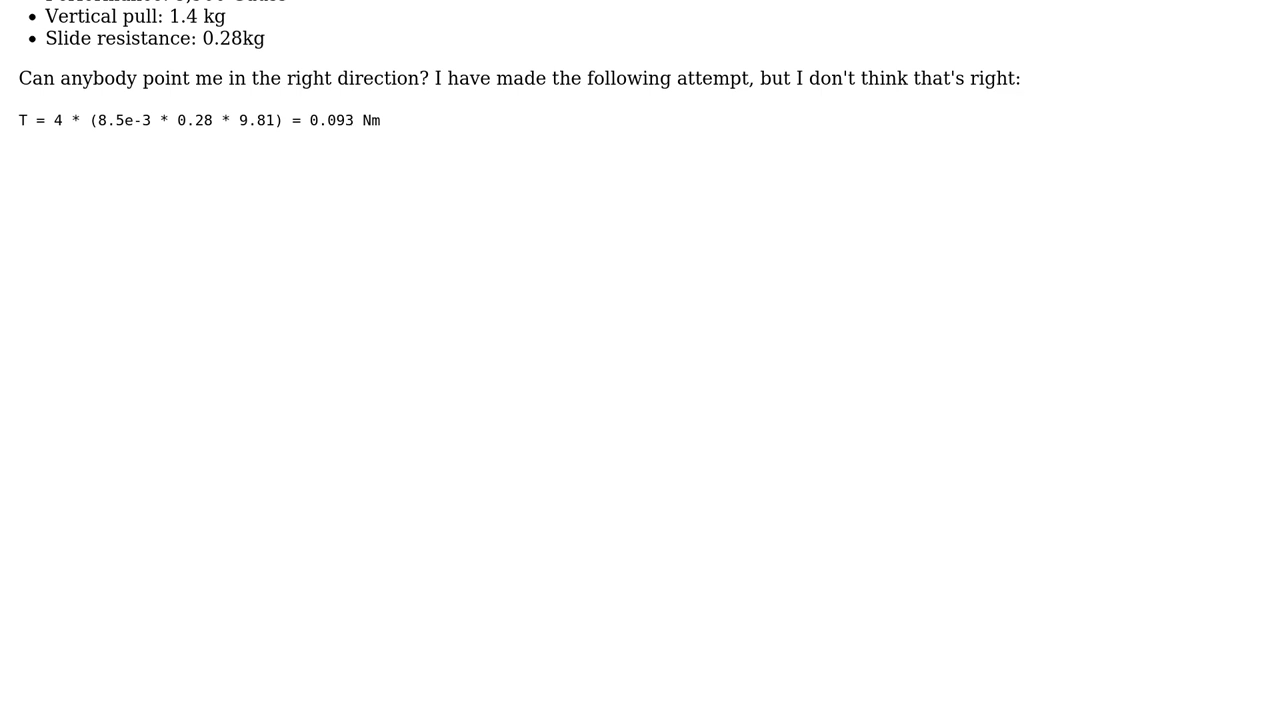 Vertical pull: 1.4 kg
Slide resistance: 0.28kg
Can anybody point me in the right direction? I have made the following attempt, but I don't think that's right:
T = 4 * (8.5e-3 * 0.28 * 9.81) = 0.093 Nm